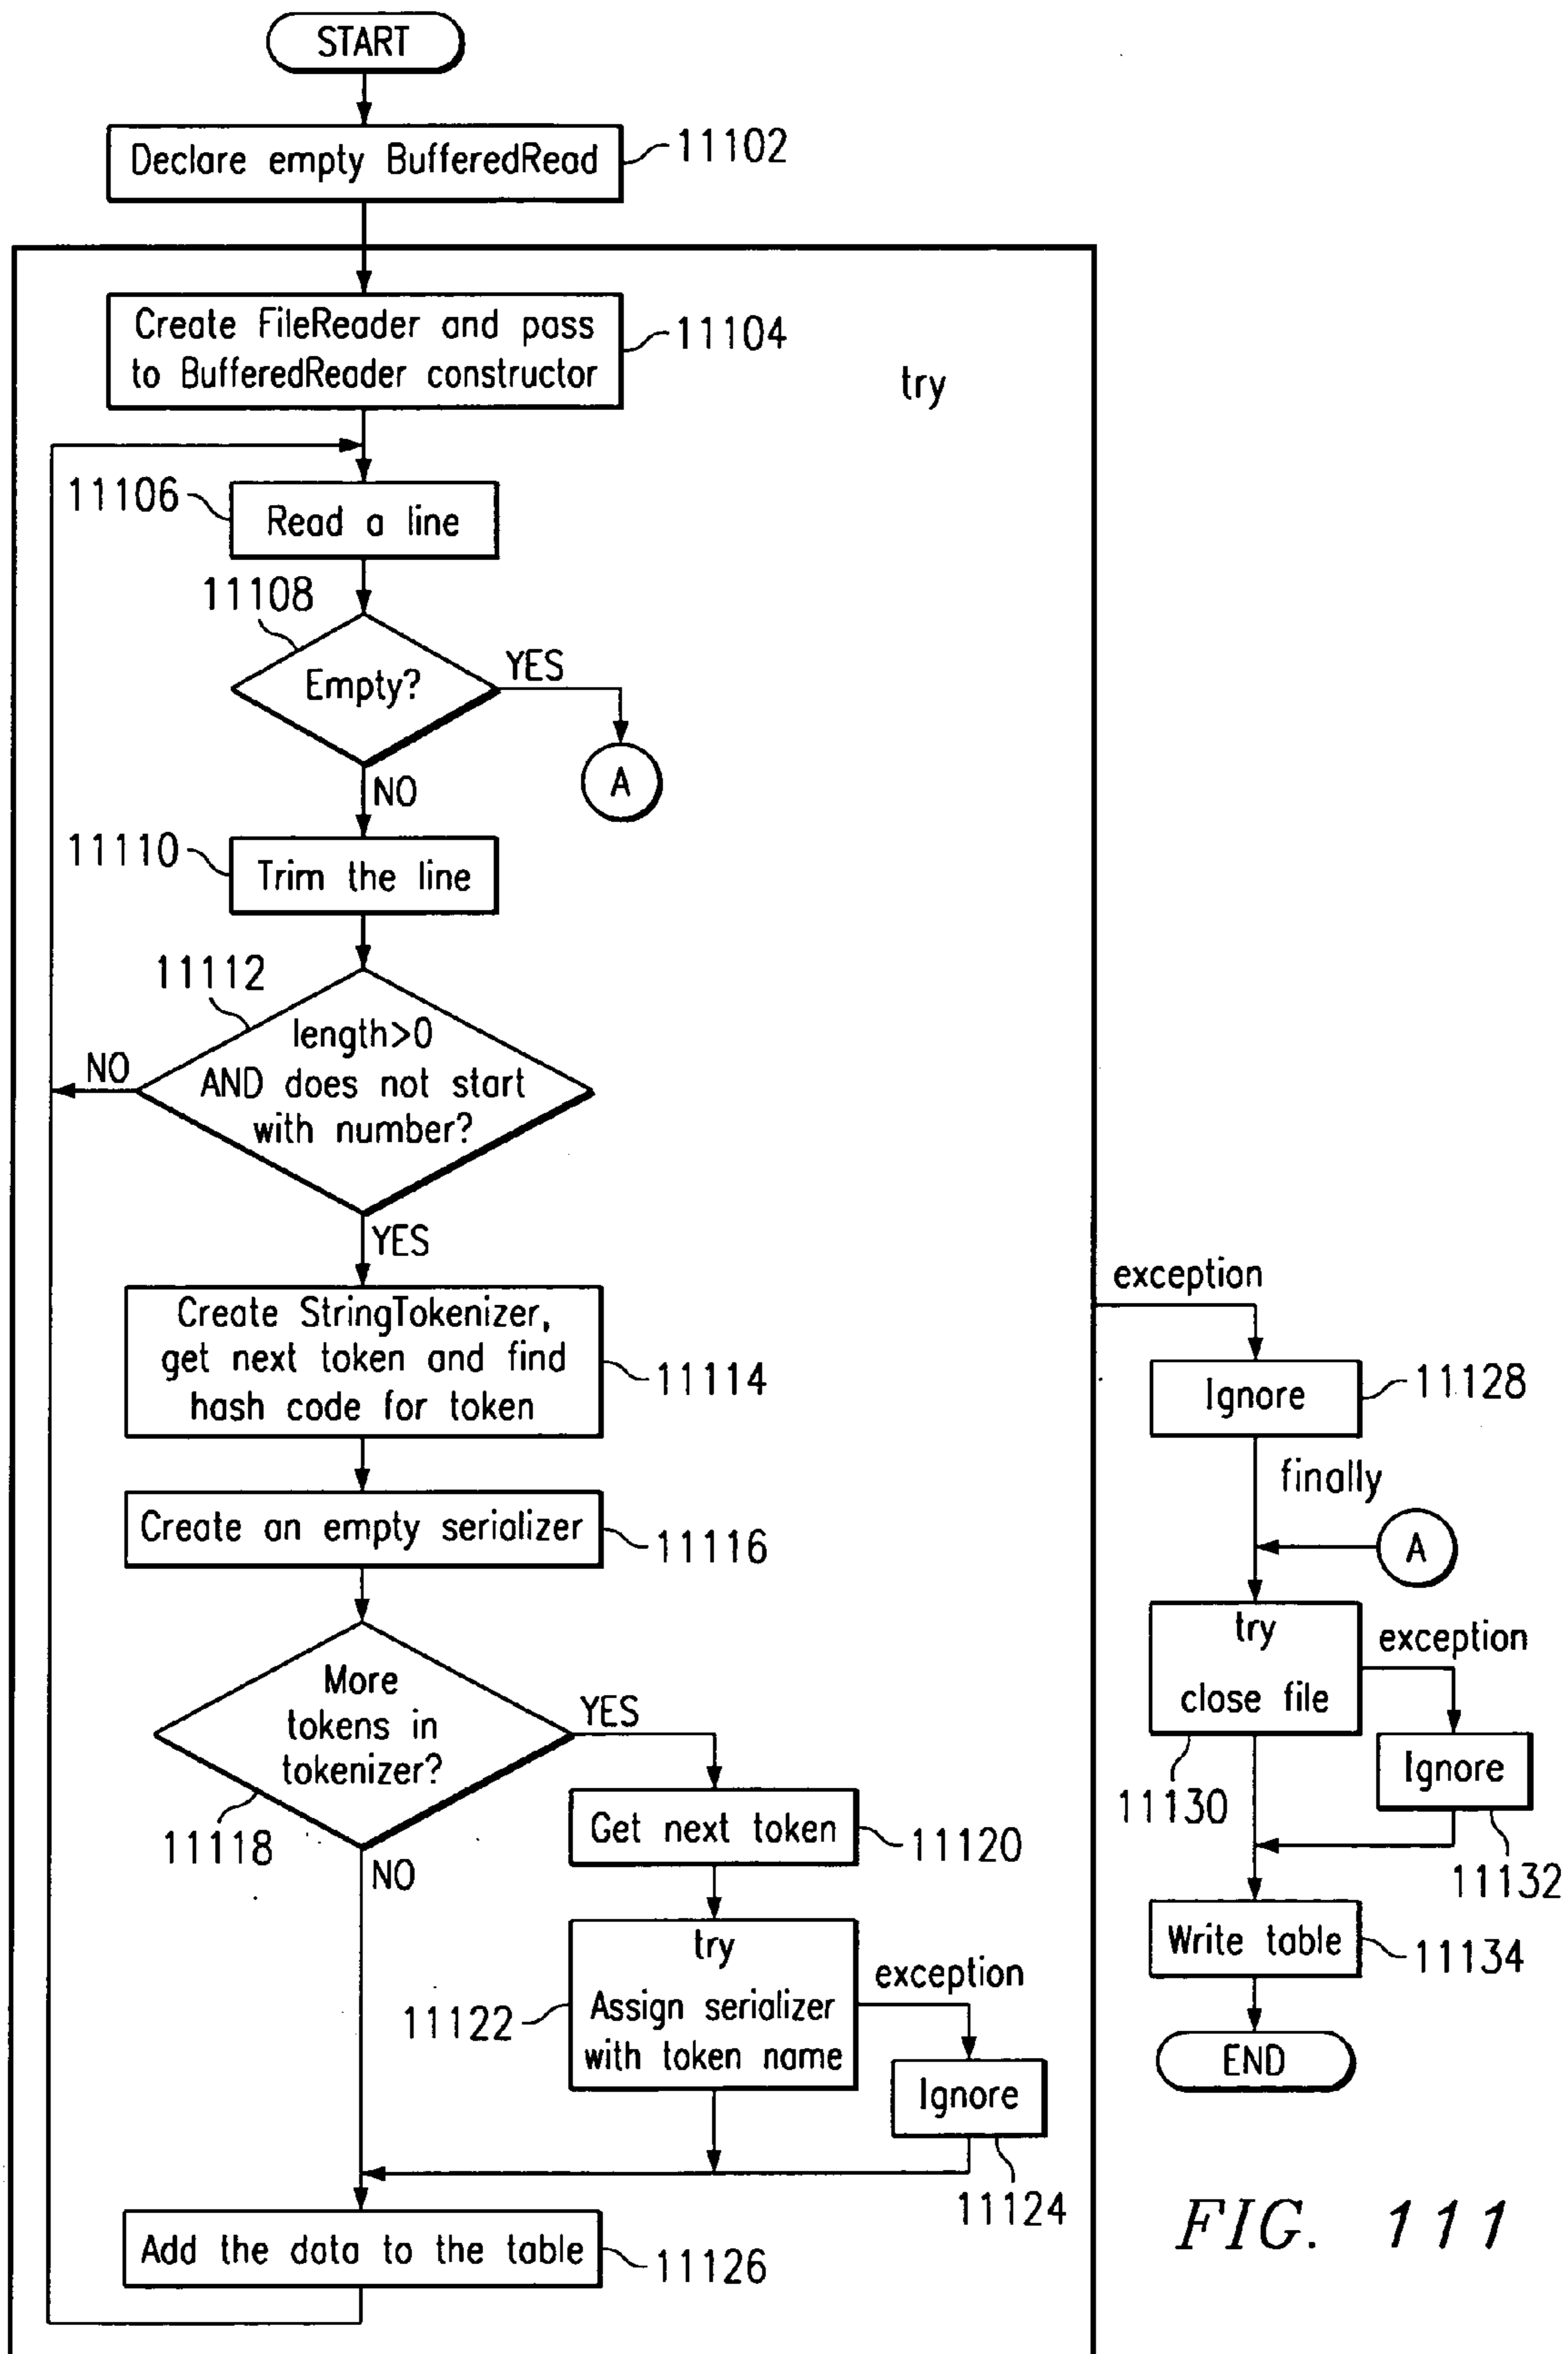 START
Declare empty BufferedRead
11102
Create FileReader and pass
to BufferedReader constructor
11104
try
11106
Read a line
11108
Empty?
YES
A
NO
11110
Trim the line
11112
length>0
AND does not start
with number?
NO
YES
Create StringTokenizer,
get next token and find
hash code for token
11114
Create an empty serializer
11116
More
tokens in
tokenizer?
YES
11118
NO
Get next token
11120
try
Assign serializer
with token name
11122
exception
Ignore
11124
Add the data to the table
11126
exception
Ignore
11128
finally
A
try
close file
exception
11130
Ignore
11132
Write table
11134
END
FIG. 111